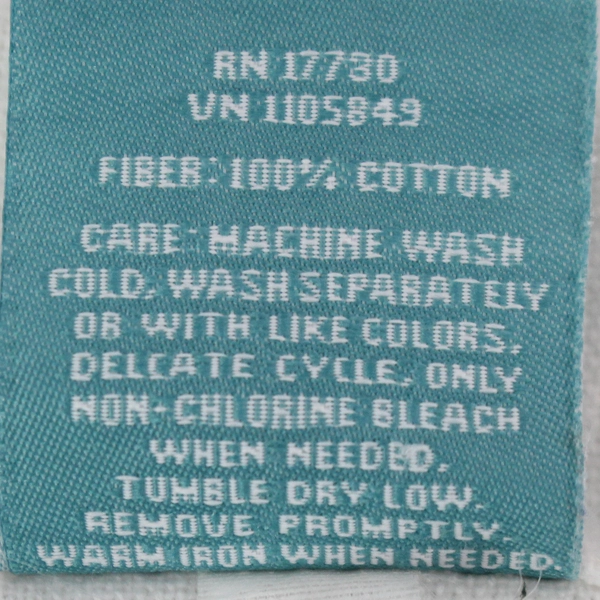 RN 17730
VN 1105849
FIBER: 100% COTTON
CARE: MACHINE WASH
COLD, WASH SEPARATELY
OR WITH LIKE COLORS,
DELCATE CYCLE, ONLY
NON-CHLORINE BLEACH
WHEN NEEDED,
TUMBLE DRY LOW,
REMOVE PROMPTLY,
WARM IRON WHEN NEEDED.